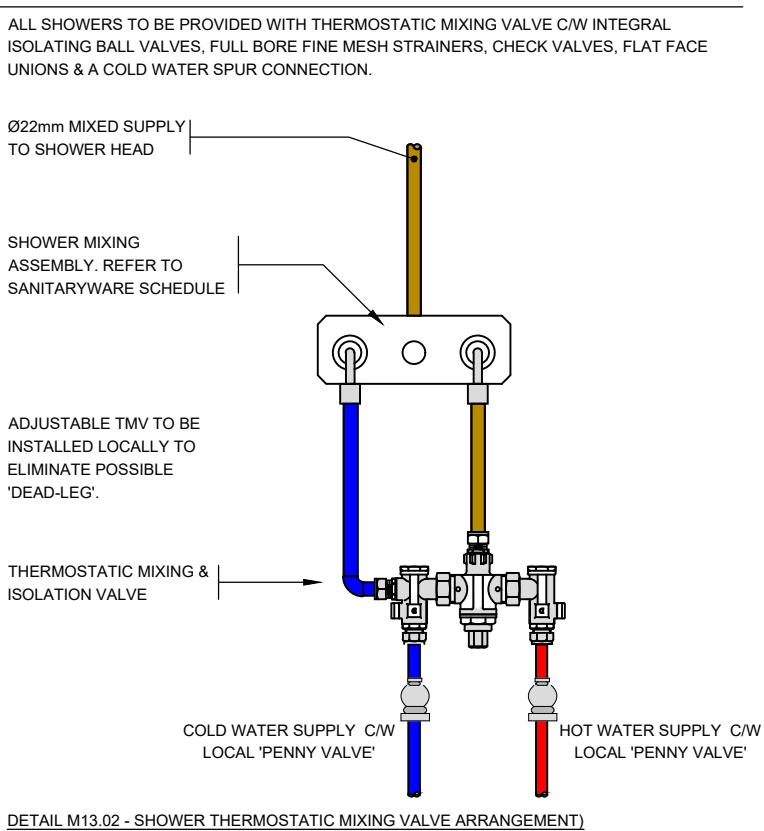 ALL SHOWERS TO BE PROVIDED WITH THERMOSTATIC MIXING VALVE C/W INTEGRAL
ISOLATING BALL VALVES, FULL BORE FINE MESH STRAINERS, CHECK VALVES, FLAT FACE
UNIONS & A COLD WATER SPUR CONNECTION.
Ø22mm MIXED SUPPLY
TO SHOWER HEAD
SHOWER MIXING
ASSEMBLY. REFER TO
SANITARYWARE SCHEDULE
ADJUSTABLE TMV TO BE
INSTALLED LOCALLY TO
ELIMINATE POSSIBLE
'DEAD-LEG'.
THERMOSTATIC MIXING &
ISOLATION VALVE
COLD WATER SUPPLY C/W
LOCAL 'PENNY VALVE'
HOT WATER SUPPLY C/W
LOCAL 'PENNY VALVE'
DETAIL M13.02 - SHOWER THERMOSTATIC MIXING VALVE ARRANGEMENT)